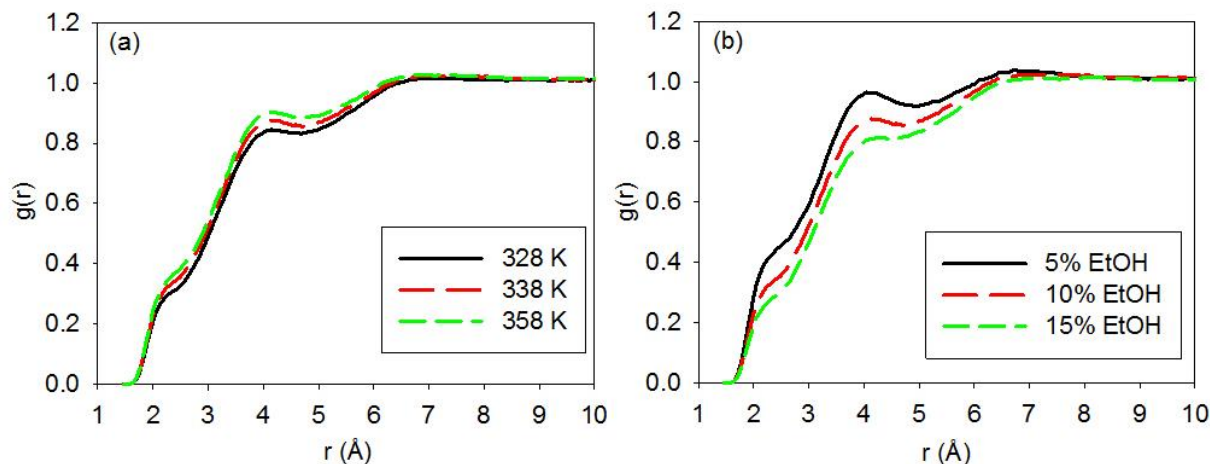 (a)
1.2
1.0
0.8
0.6
0.4
0.2
0.0
g(r)
328 K
338 K
358 K
1 2 3 4 5 6 7 8 9 10
r (Å)
(b)
1.2
1.0
0.8
0.6
0.4
0.2
0.0
g(r)
5% EtOH
10% EtOH
15% EtOH
1 2 3 4 5 6 7 8 9 10
r (Å)